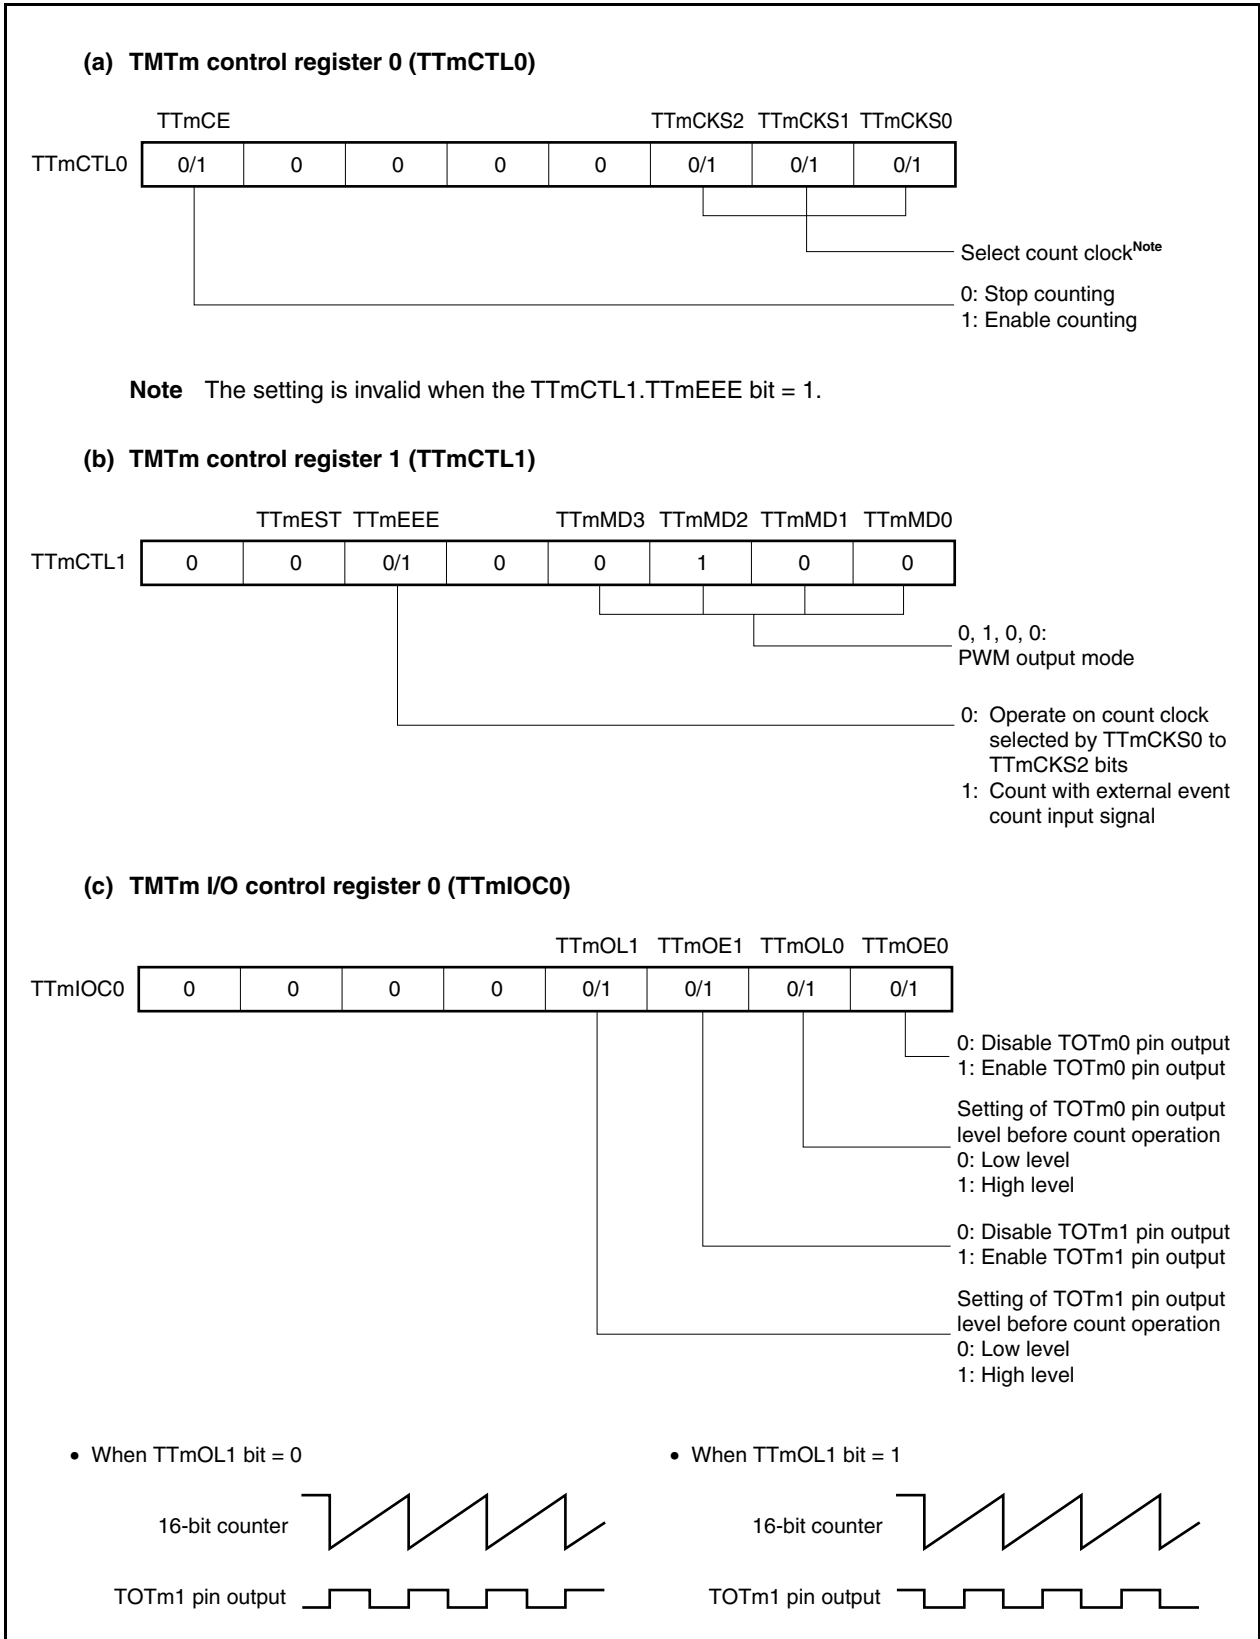 (a) TMTm control register 0 (TTmCTL0)
TTmCE TTmCKS2 TTmCKS1 TTmCKS0
TTmCTL0 0/1 0 0 0 0 0/1 0/1 0/1
Select count clockNote
0: Stop counting
1: Enable counting
Note The setting is invalid when the TTmCTL1.TTmEEE bit = 1.
(b) TMTm control register 1 (TTmCTL1)
TTmEST TTmEEE TTmMD3 TTmMD2 TTmMD1 TTmMD0
TTmCTL1 0 0 0/1 0 0 1 0 0
0, 1, 0, 0:
PWM output mode
0: Operate on count clock
selected by TTmCKS0 to
TTmCKS2 bits
1: Count with external event
count input signal
(c) TMTm I/O control register 0 (TTmIOC0)
TTmOL1 TTmOE1 TTmOL0 TTmOE0
TTmIOC0 0 0 0 0 0/1 0/1 0/1 0/1
0: Disable TOTm0 pin output
1: Enable TOTm0 pin output
Setting of TOTm0 pin output
level before count operation
0: Low level
1: High level
0: Disable TOTm1 pin output
1: Enable TOTm1 pin output
Setting of TOTm1 pin output
level before count operation
0: Low level
1: High level
• When TTmOL1 bit = 0
16-bit counter
TOTm1 pin output
• When TTmOL1 bit = 1
16-bit counter
TOTm1 pin output